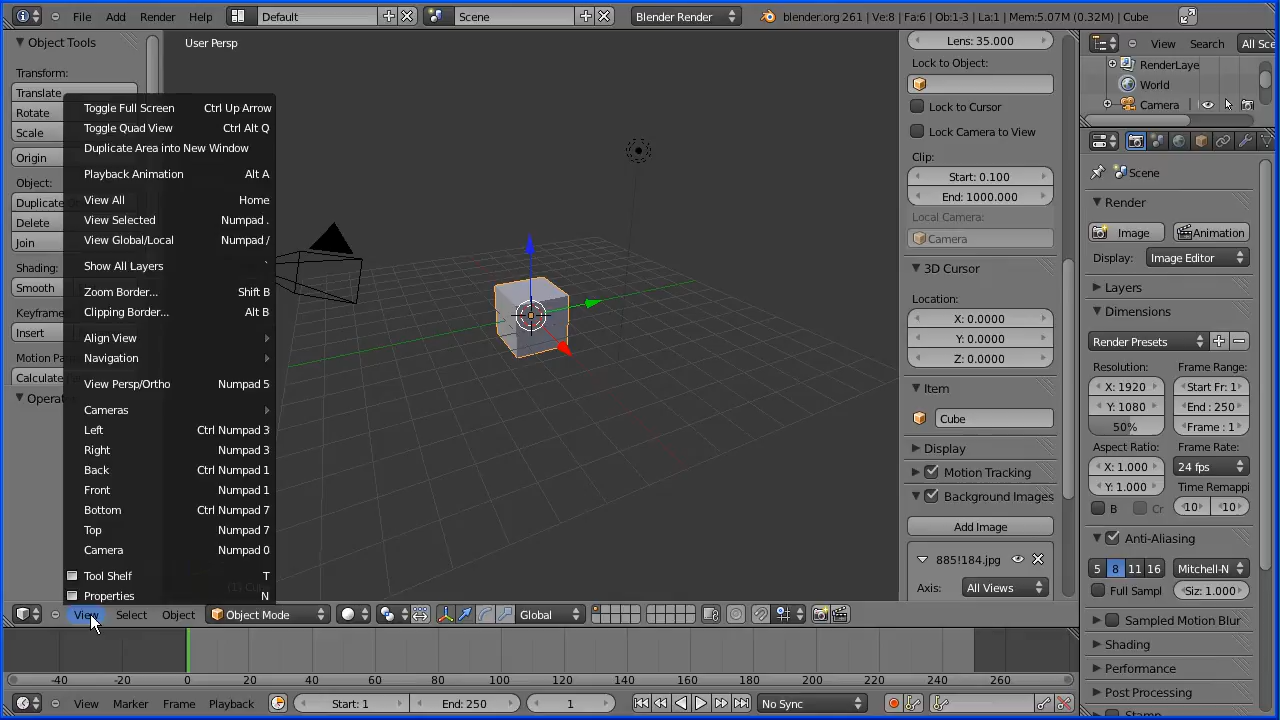 File Add Render Help Default Scene Blender Render blender.org 261 | Ve:8 | Fa:6 | Ob:1-3 | La:1 | Mem:5.07M (0.32M) | Cube
Object Tools
Transform:
Translate
Rotate
Scale
Origin
Object:
Duplicate
Delete
Join
Shading:
Smooth
Keyframe
Insert
Motion Pa
Calculate
Operat
User Persp
Toggle Full Screen Ctrl Up Arrow
Toggle Quad View Ctrl Alt Q
Duplicate Area into New Window
Playback Animation Alt A
View All Home
View Selected Numpad .
View Global/Local Numpad /
Show All Layers `
Zoom Border... Shift B
Clipping Border... Alt B
Align View
Navigation
View Persp/Ortho Numpad 5
Cameras
Left Ctrl Numpad 3
Right Numpad 3
Back Ctrl Numpad 1
Front Numpad 1
Bottom Ctrl Numpad 7
Top Numpad 7
Camera Numpad 0
Tool Shelf T
Properties N
View Select Object Object Mode Global
Lens: 35.000
Lock to Object:
Lock to Cursor
Lock Camera to View
Clip:
Start: 0.100
End: 1000.000
Local Camera:
Camera
3D Cursor
Location:
X: 0.0000
Y: 0.0000
Z: 0.0000
Item
Cube
Display
Motion Tracking
Background Images
Add Image
885!184.jpg
Axis: All Views
View Search All Sce
RenderLaye
World
Camera
Scene
Render
Image Animation
Display: Image Editor
Layers
Dimensions
Render Presets
Resolution: Frame Range:
X: 1920 Start Fr: 1
Y: 1080 End : 250
50% Frame : 1
Aspect Ratio: Frame Rate:
X: 1.000 24 fps
Y: 1.000 Time Remappi
B Cr 10 10
Anti-Aliasing
5 8 11 16 Mitchell-N
Full Sampl Siz: 1.000
Sampled Motion Blur
Shading
Performance
Post Processing
Stamp
-40 -20 0 20 40 60 80 100 120 140 160 180 200 220 240 260
View Marker Frame Playback Start: 1 End: 250 1 No Sync